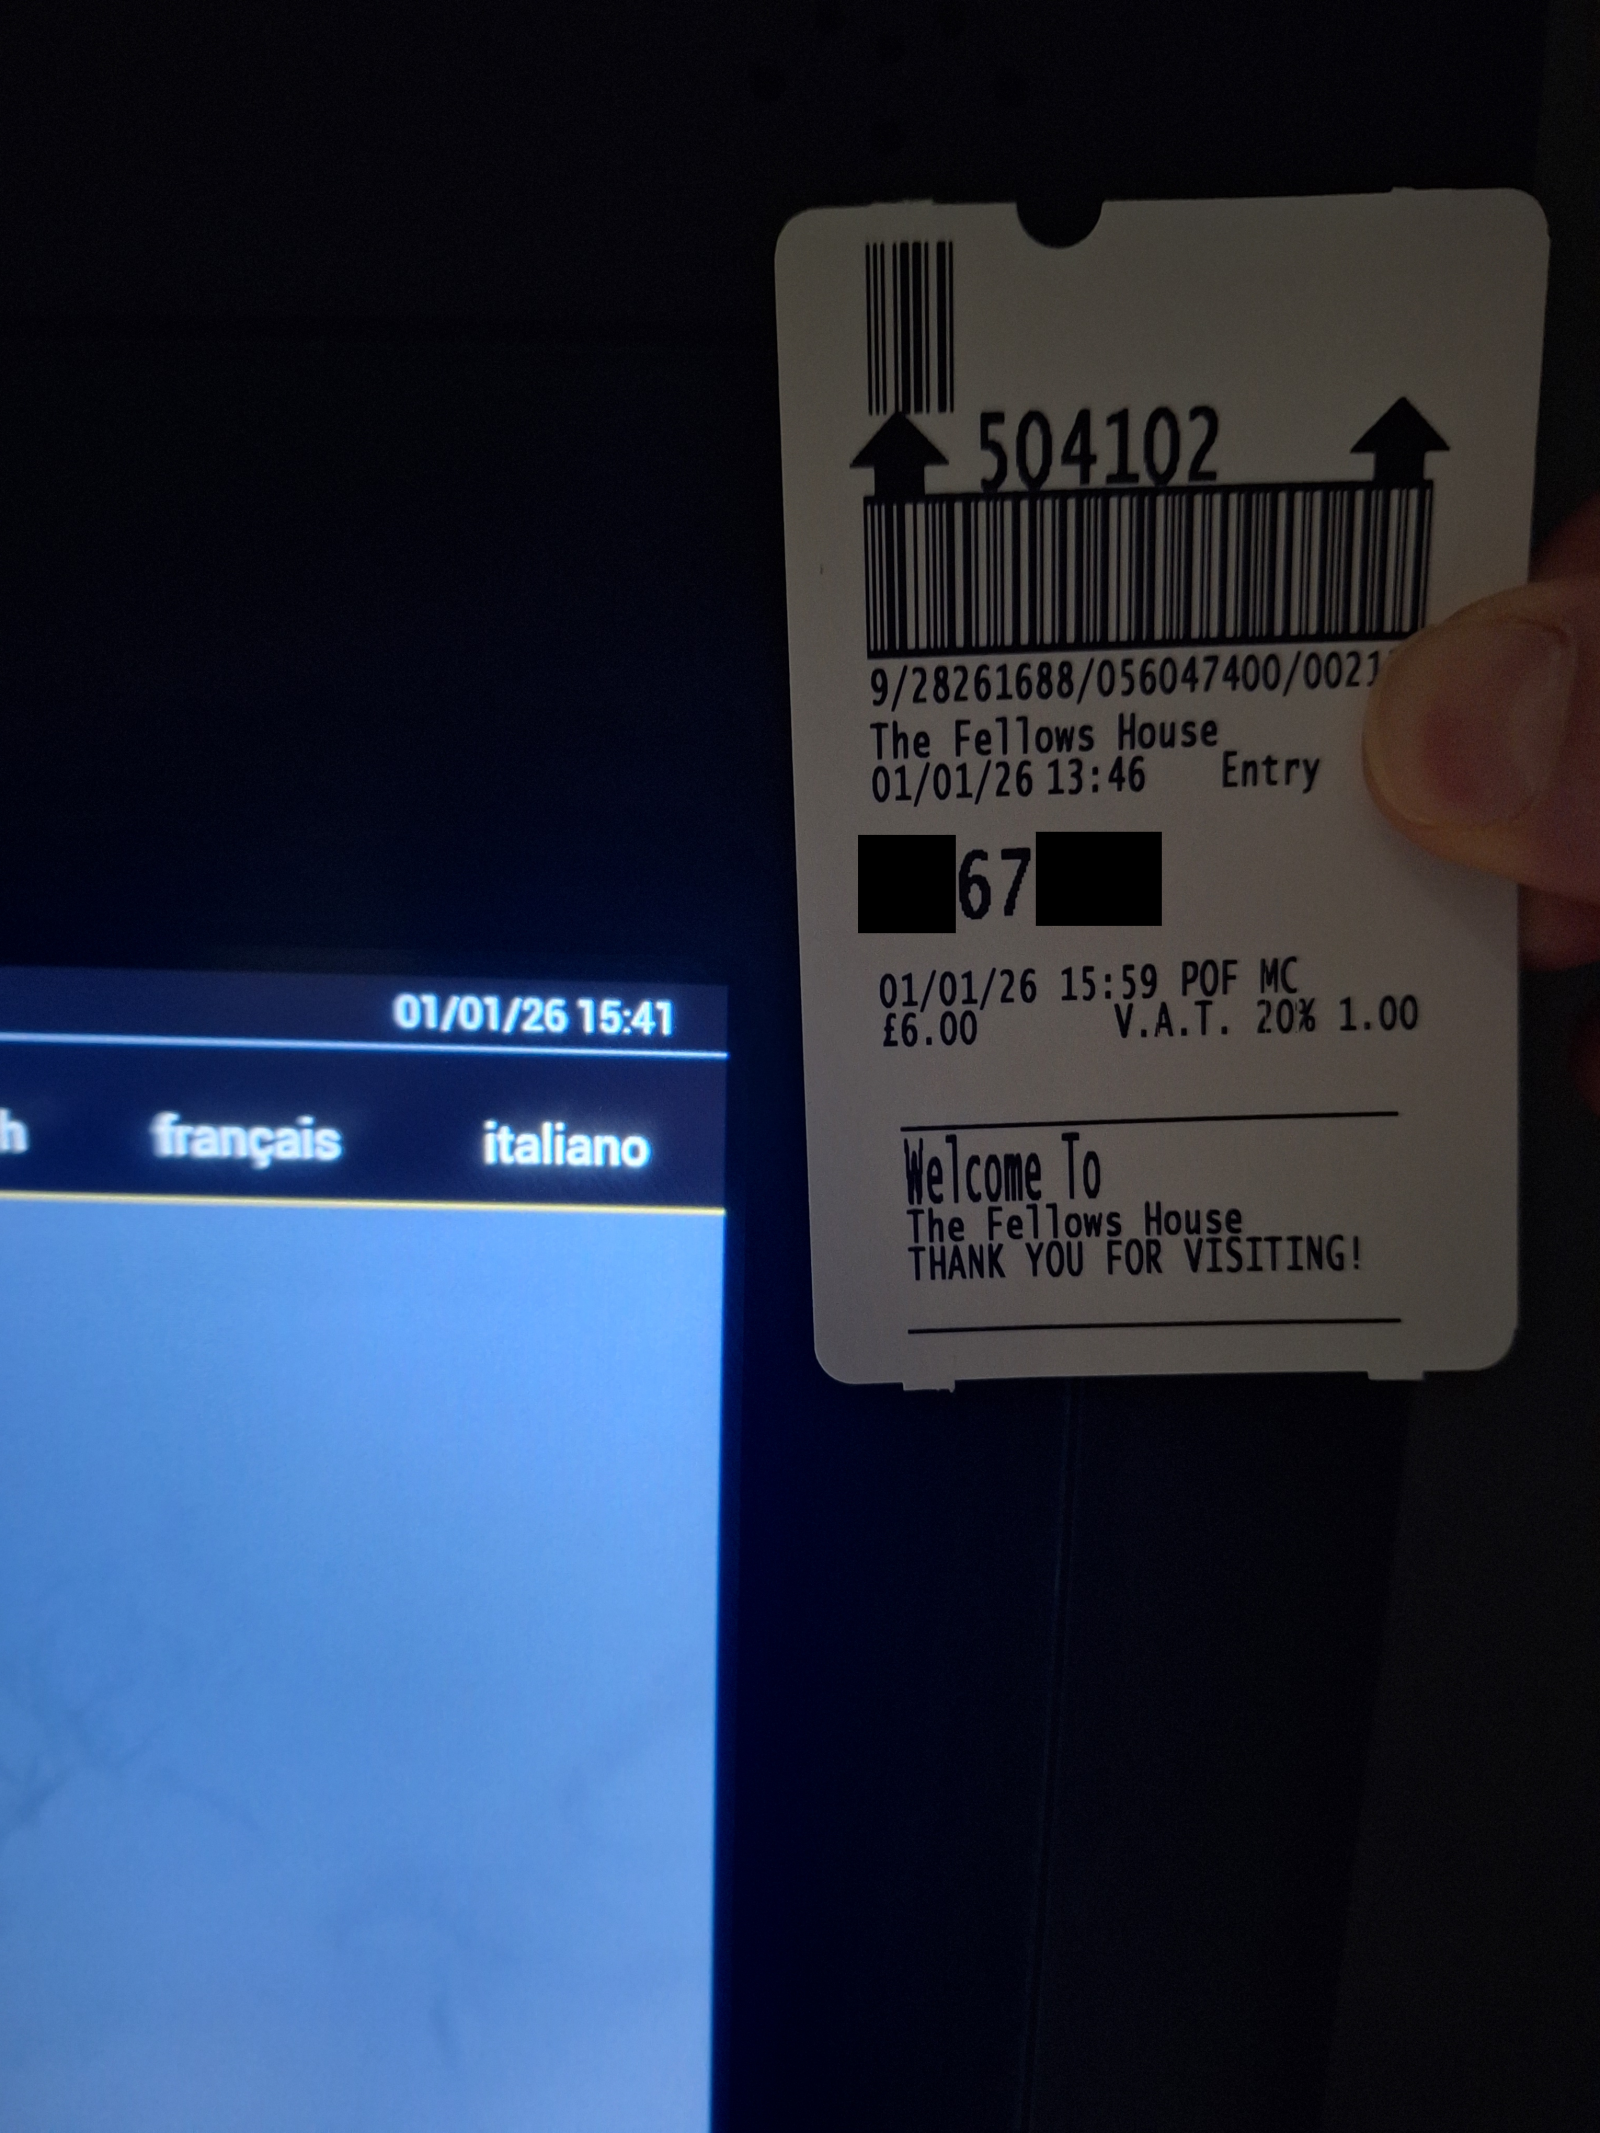 01/01/26 15:41
français italiano
504102
9/28261688/056047400/0021
The Fellows House
01/01/26 13:46 Entry
67
01/01/26 15:59 POF MC
£6.00 V.A.T. 20% 1.00
Welcome To
The Fellows House
THANK YOU FOR VISITING!